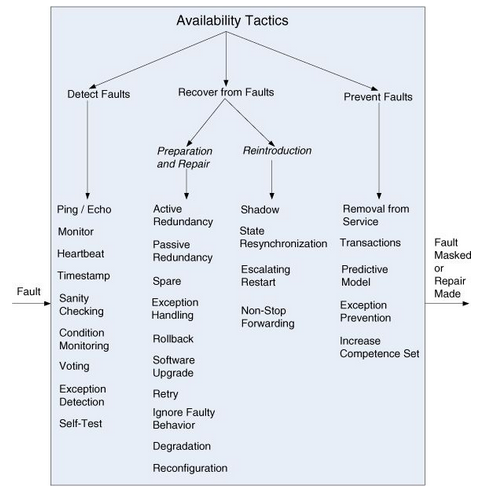 Availability Tactics
Detect Faults
Recover from Faults
Prevent Faults
Preparation
and Repair
Reintroduction
Ping / Echo
Monitor
Heartbeat
Timestamp
Sanity
Checking
Condition
Monitoring
Voting
Exception
Detection
Self-Test
Active
Redundancy
Passive
Redundancy
Spare
Exception
Handling
Rollback
Software
Upgrade
Retry
Ignore Faulty
Behavior
Degradation
Reconfiguration
Shadow
State
Resynchronization
Escalating
Restart
Non-Stop
Forwarding
Removal from
Service
Transactions
Predictive
Model
Exception
Prevention
Increase
Competence Set
Fault
Fault
Masked
or
Repair
Made